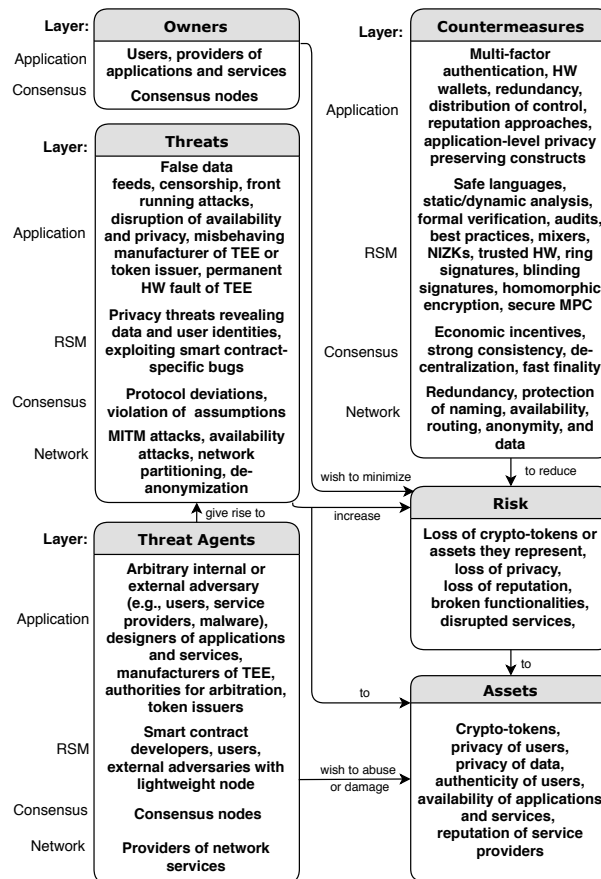 Layer:
Owners
Application
Users, providers of
applications and services
Consensus
Consensus nodes
Layer:
Threats
Application
False data
feeds, censorship, front
running attacks,
disruption of availability
and privacy, misbehaving
manufacturer of TEE or
token issuer, permanent
HW fault of TEE
RSM
Privacy threats revealing
data and user identities,
exploiting smart contract-
specific bugs
Consensus
Protocol deviations,
violation of assumptions
Network
MITM attacks, availability
attacks, network
partitioning, de-
anonymization
give rise to
Layer:
Threat Agents
Application
Arbitrary internal or
external adversary
(e.g., users, service
providers, malware),
designers of applications
and services,
manufacturers of TEE,
authorities for arbitration,
token issuers
RSM
Smart contract
developers, users,
external adversaries with
lightweight node
Consensus
Consensus nodes
Network
Providers of network
services
Layer:
Countermeasures
Application
Multi-factor
authentication, HW
wallets, redundancy,
distribution of control,
reputation approaches,
application-level privacy
preserving constructs
RSM
Safe languages,
static/dynamic analysis,
formal verification, audits,
best practices, mixers,
NIZKs, trusted HW, ring
signatures, blinding
signatures, homomorphic
encryption, secure MPC
Consensus
Economic incentives,
strong consistency, de-
centralization, fast finality
Network
Redundancy, protection
of naming, availability,
routing, anonymity, and
data
wish to minimize
to reduce
increase
Risk
Loss of crypto-tokens or
assets they represent,
loss of privacy,
loss of reputation,
broken functionalities,
disrupted services,
to
to
Assets
Crypto-tokens,
privacy of users,
privacy of data,
authenticity of users,
availability of applications
and services,
reputation of service
providers
wish to abuse
or damage